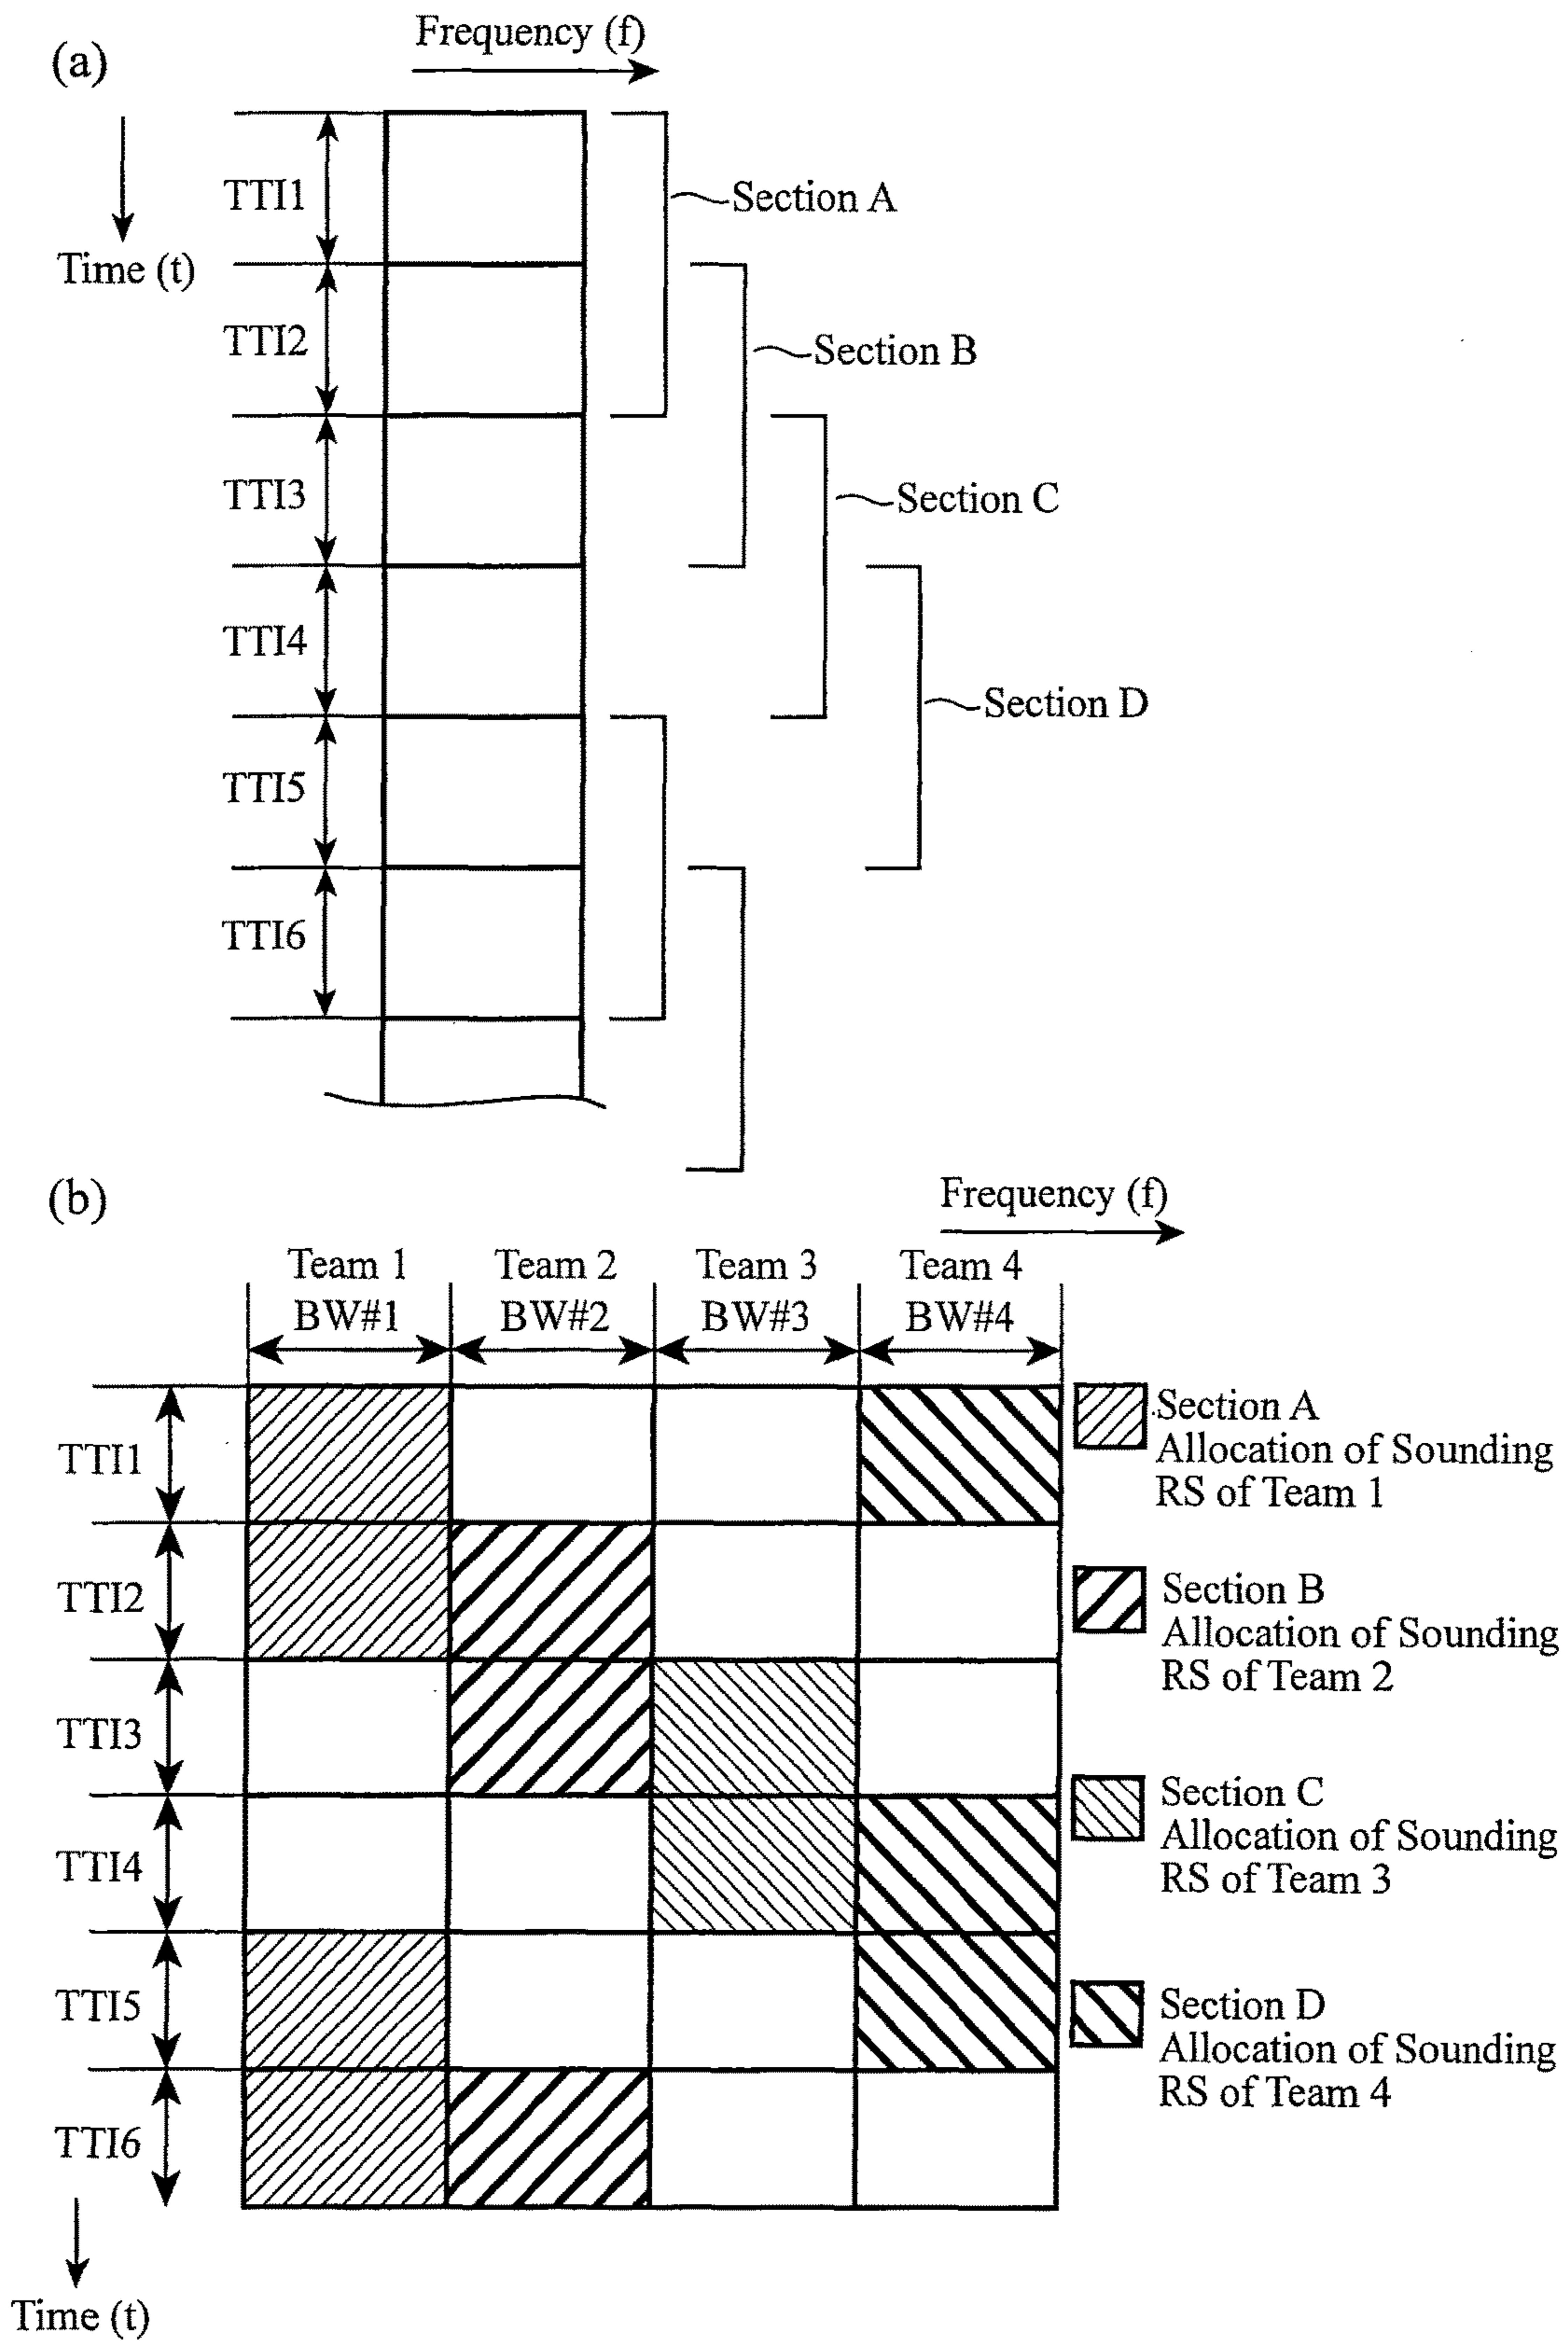 (a)
Frequency (f)
Time (t)
TTI1
Section A
TTI2
Section B
TTI3
Section C
TTI4
Section D
TTI5
TTI6
(b)
Frequency (f)
Team 1
BW#1
Team 2
BW#2
Team 3
BW#3
Team 4
BW#4
TTI1
TTI2
TTI3
TTI4
TTI5
TTI6
Time (t)
Section A
Allocation of Sounding
RS of Team 1
Section B
Allocation of Sounding
RS of Team 2
Section C
Allocation of Sounding
RS of Team 3
Section D
Allocation of Sounding
RS of Team 4